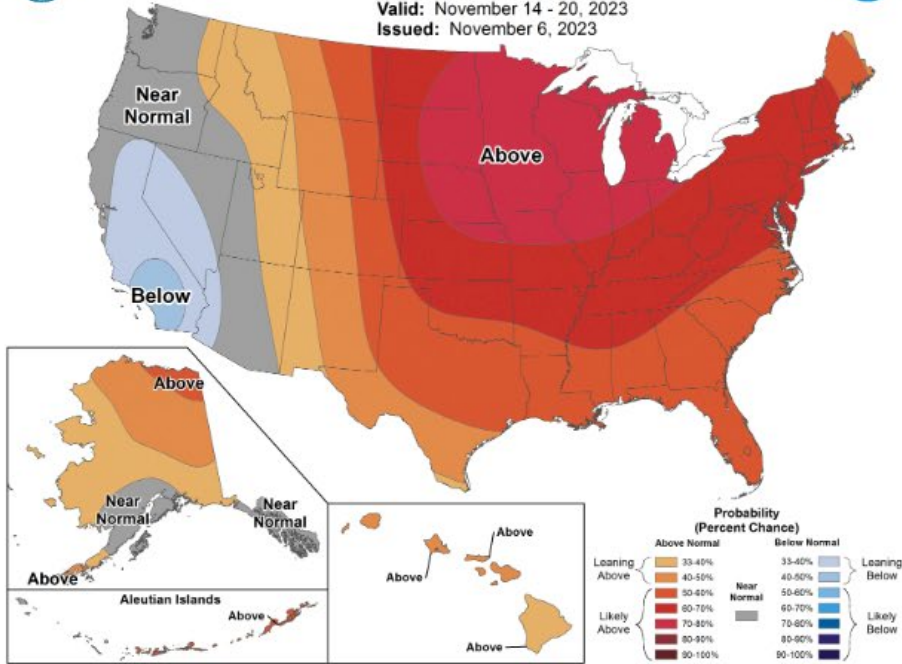 Valid: November 14 - 20, 2023
Issued: November 6, 2023
Near
Normal
Above
Below
Above
Near
Normal
Near
Normal
Above
Aleutian Islands
Above
Above
Above
Above
Probability
(Percent Chance)
Above Normal
Below Normal
Leaning
Above
33-40%
40-50%
Likely
Above
50-60%
60-70%
70-80%
80-90%
90-100%
Near
Normal
33-40%
40-50%
Leaning
Below
50-60%
60-70%
70-80%
80-90%
90-100%
Likely
Below